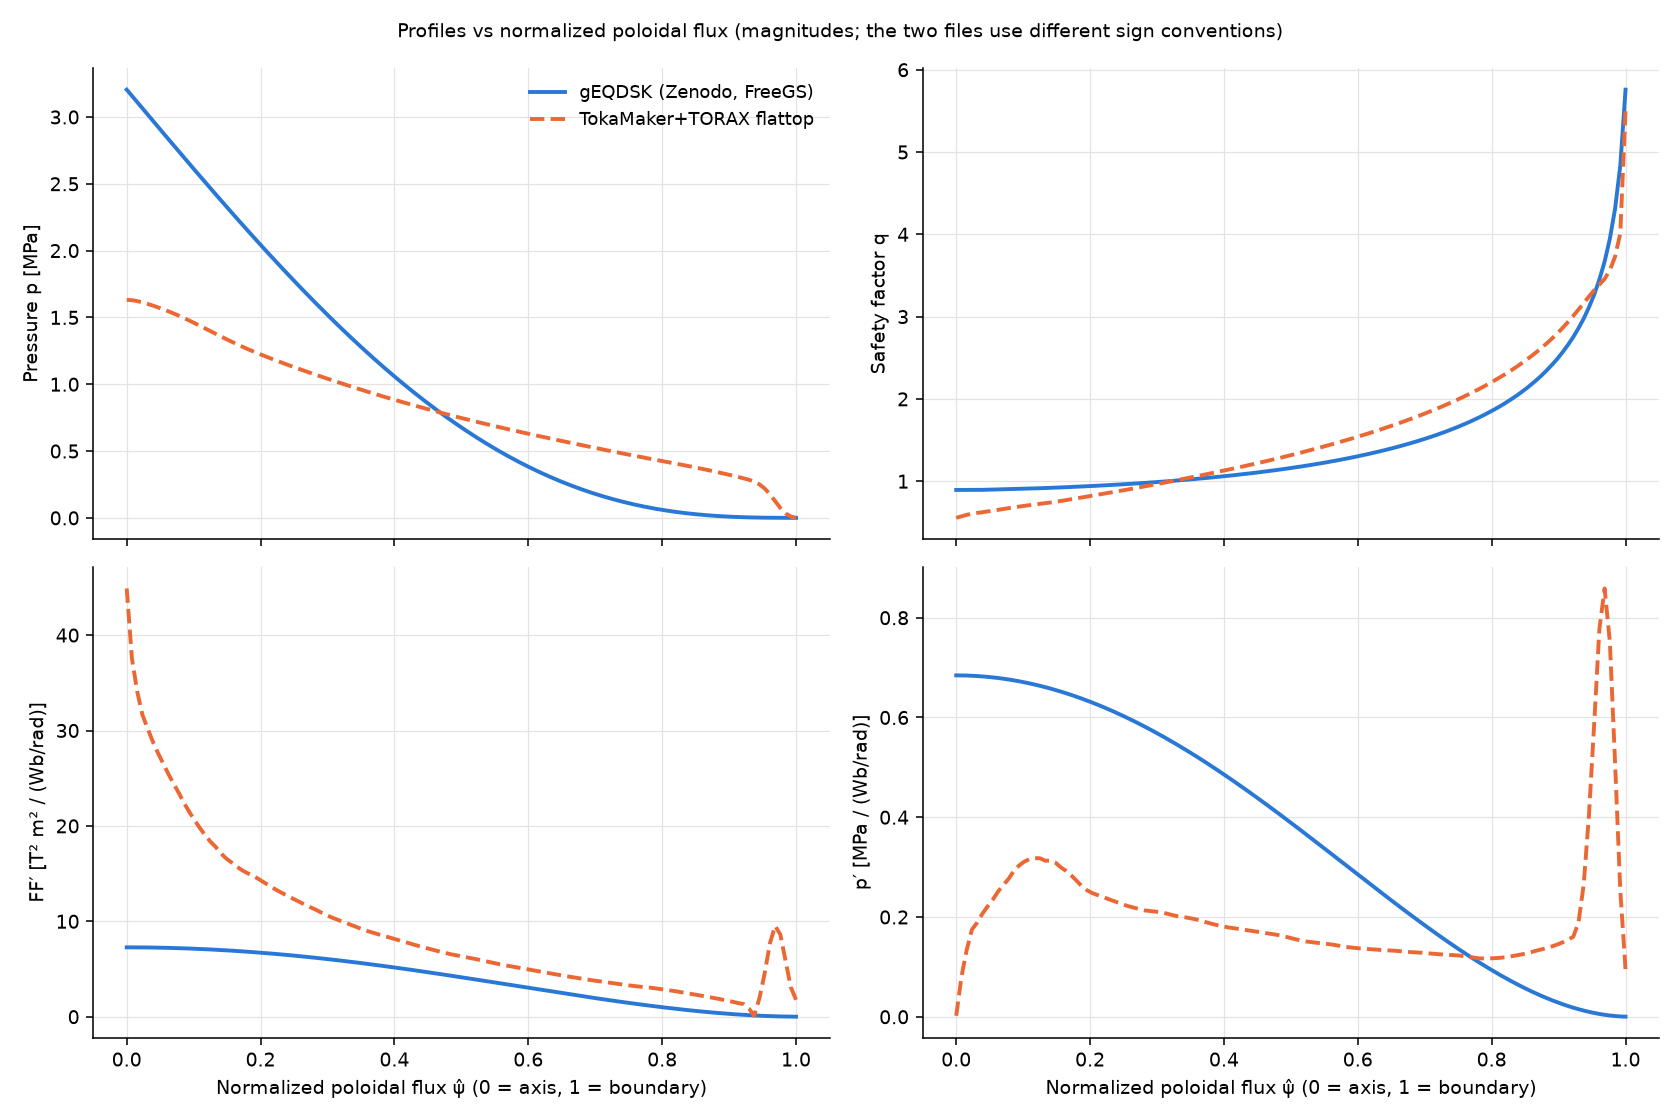 Profiles vs normalized poloidal flux (magnitudes; the two files use different sign conventions)
gEQDSK (Zenodo, FreeGS)
TokaMaker+TORAX flattop
Pressure p [MPa]
3.0
2.5
2.0
1.5
1.0
0.5
0.0
Safety factor q
6
5
4
3
2
1
FF′ [T² m² / (Wb/rad)]
40
30
20
10
0
0.0 0.2 0.4 0.6 0.8 1.0
Normalized poloidal flux ψ̂ (0 = axis, 1 = boundary)
p′ [MPa / (Wb/rad)]
0.8
0.6
0.4
0.2
0.0
0.0 0.2 0.4 0.6 0.8 1.0
Normalized poloidal flux ψ̂ (0 = axis, 1 = boundary)